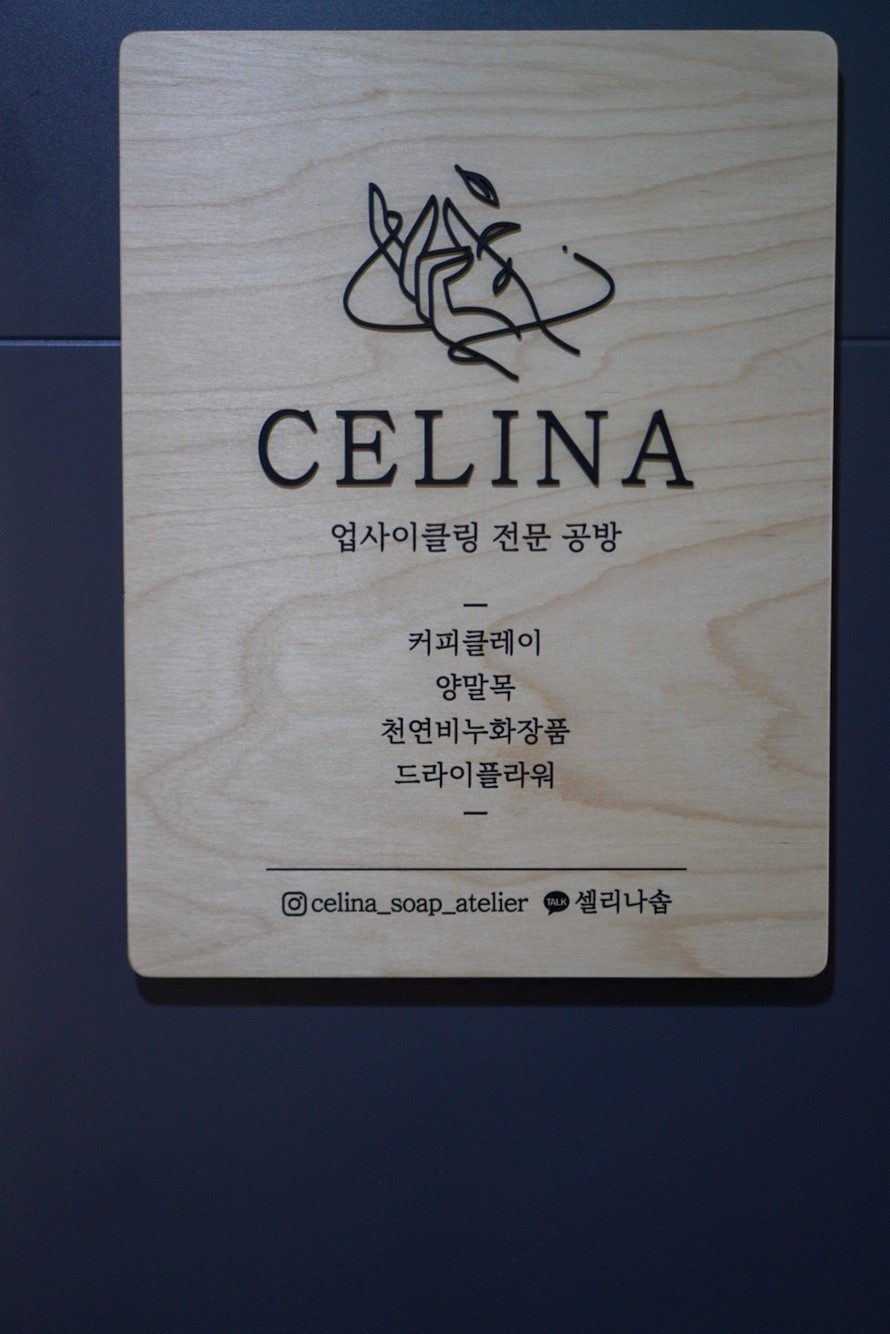 CELINA
업사이클링 전문 공방
커피클레이
양말목
천연비누화장품
드라이플라워
celina_soap_atelier TALK 셀리나솝